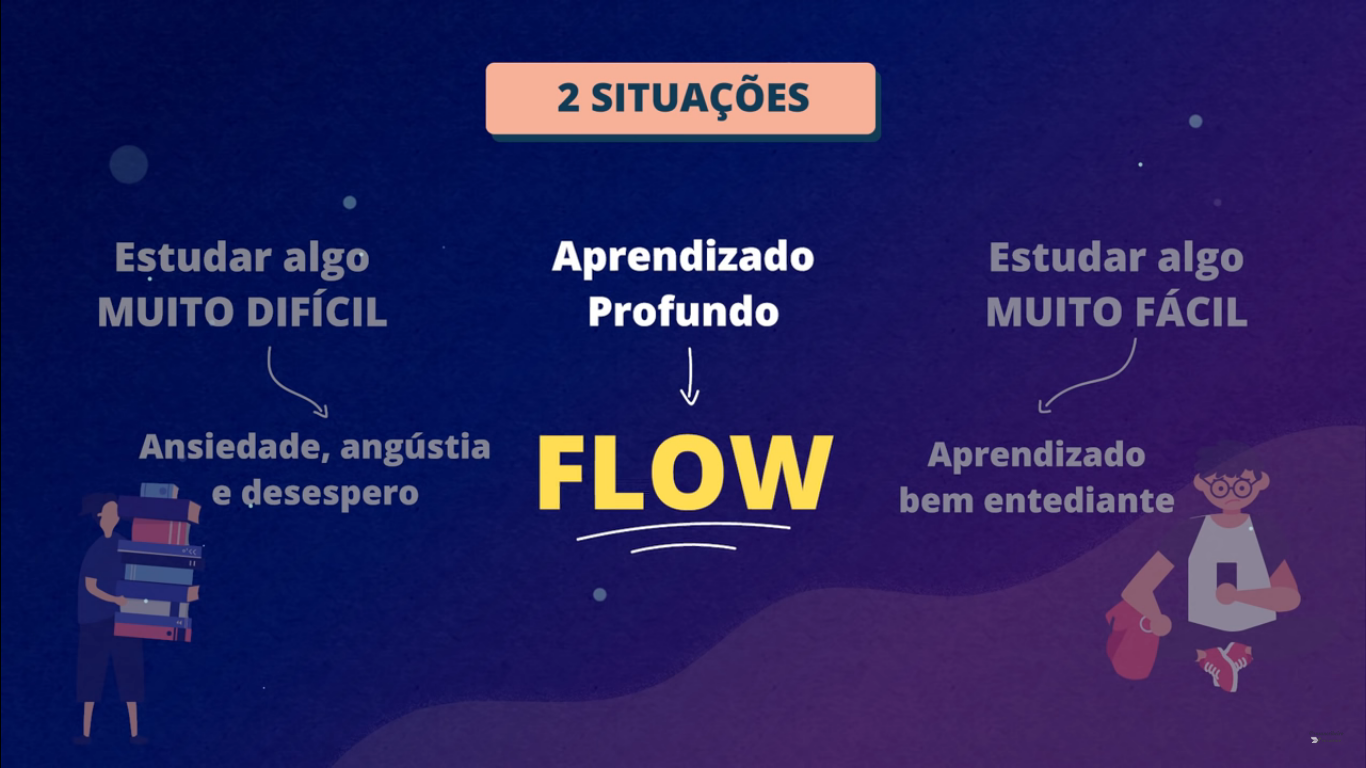 2 SITUAÇÕES
Estudar algo
MUITO DIFÍCIL
Ansiedade, angústia
e desespero
Aprendizado
Profundo
FLOW
Estudar algo
MUITO FÁCIL
Aprendizado
bem entediante